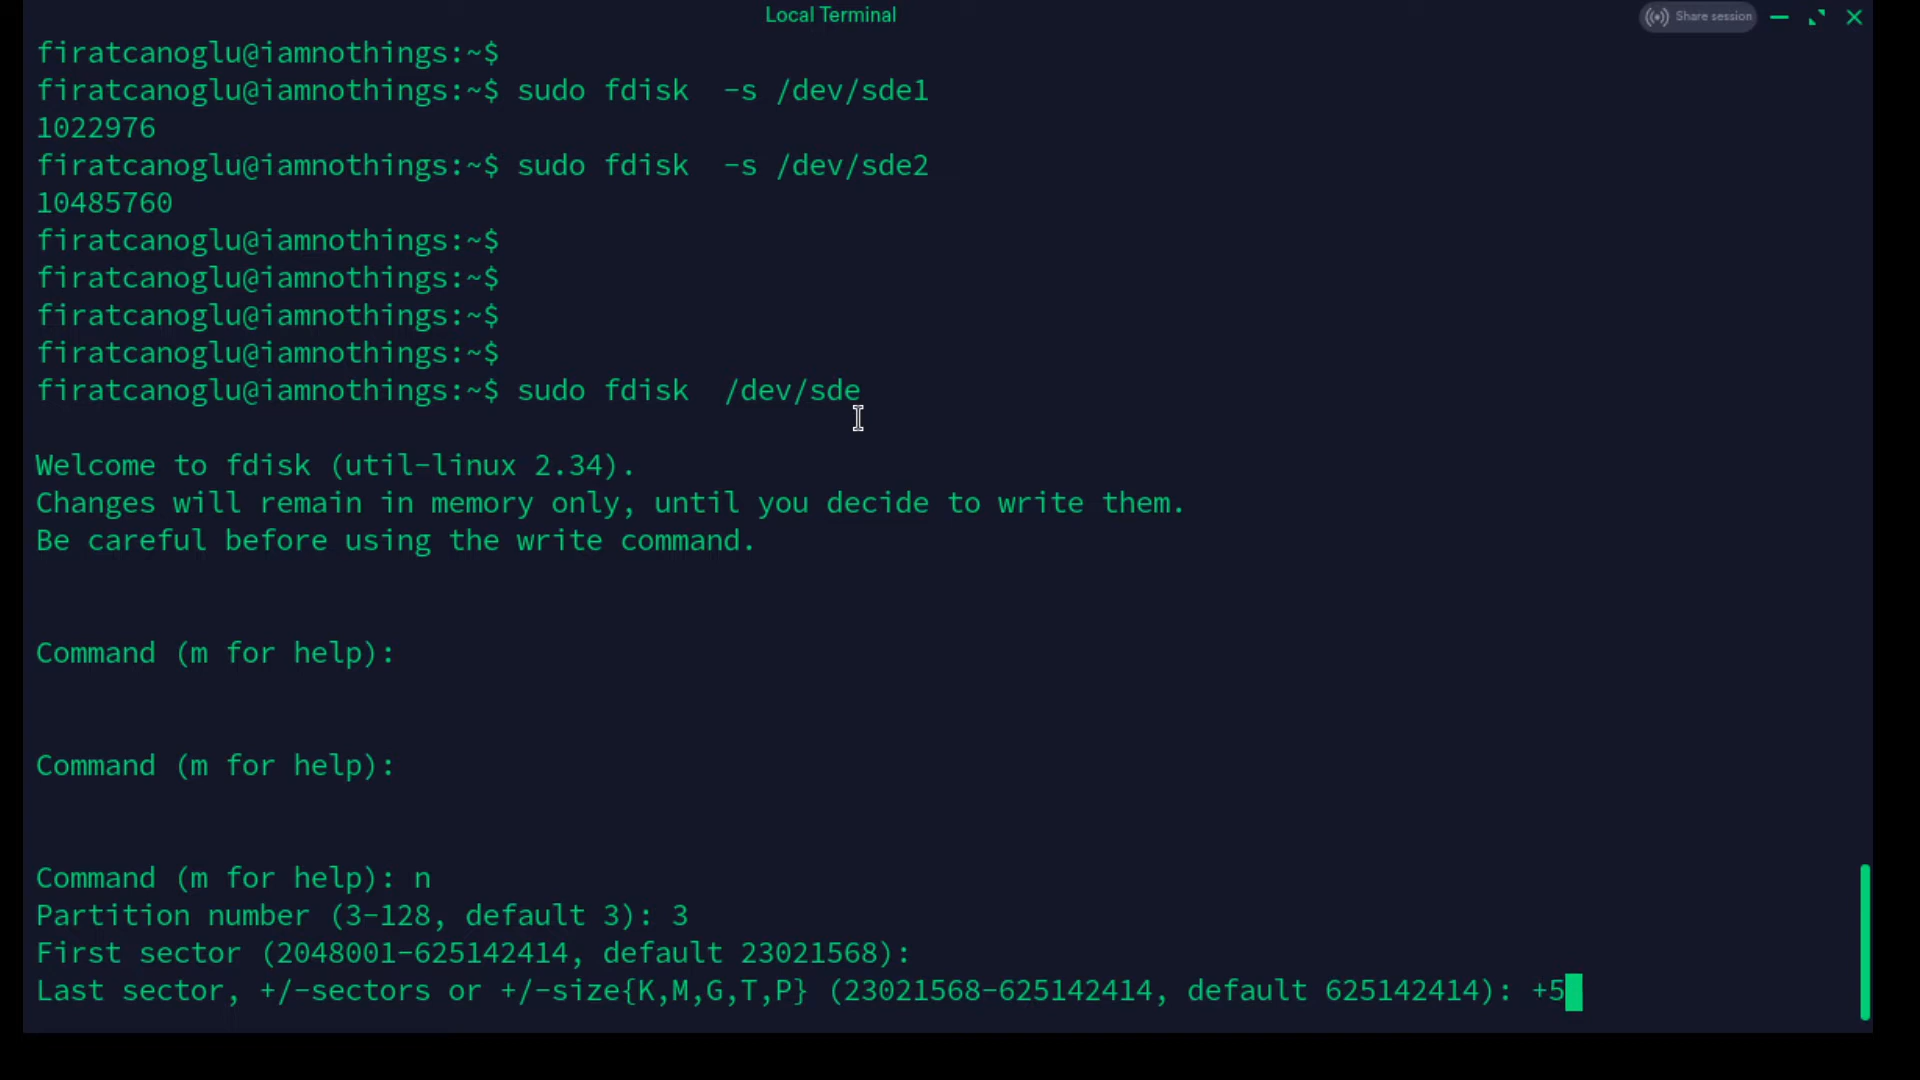 Local Terminal
Share session
firatcanoglu@iamnothings:~$
firatcanoglu@iamnothings:~$ sudo fdisk  -s /dev/sde1
1022976
firatcanoglu@iamnothings:~$ sudo fdisk  -s /dev/sde2
10485760
firatcanoglu@iamnothings:~$
firatcanoglu@iamnothings:~$
firatcanoglu@iamnothings:~$
firatcanoglu@iamnothings:~$
firatcanoglu@iamnothings:~$ sudo fdisk  /dev/sde
Welcome to fdisk (util-linux 2.34).
Changes will remain in memory only, until you decide to write them.
Be careful before using the write command.
Command (m for help):
Command (m for help):
Command (m for help): n
Partition number (3-128, default 3): 3
First sector (2048001-625142414, default 23021568):
Last sector, +/-sectors or +/-size{K,M,G,T,P} (23021568-625142414, default 625142414): +5